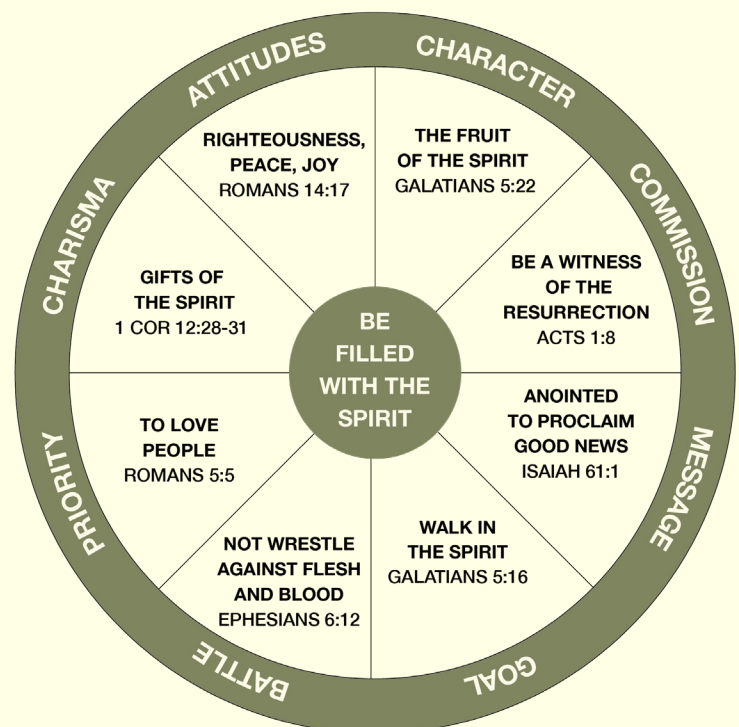 ATTITUDES
RIGHTEOUSNESS,
PEACE, JOY
ROMANS 14:17
CHARACTER
THE FRUIT
OF THE SPIRIT
GALATIANS 5:22
COMMISSION
BE A WITNESS
OF THE
RESURRECTION
ACTS 1:8
MESSAGE
ANOINTED
TO PROCLAIM
GOOD NEWS
ISAIAH 61:1
GOAL
WALK IN
THE SPIRIT
GALATIANS 5:16
BATTLE
NOT WRESTLE
AGAINST FLESH
AND BLOOD
EPHESIANS 6:12
PRIORITY
TO LOVE
PEOPLE
ROMANS 5:5
CHARISMA
GIFTS OF
THE SPIRIT
1 COR 12:28-31
BE
FILLED
WITH THE
SPIRIT